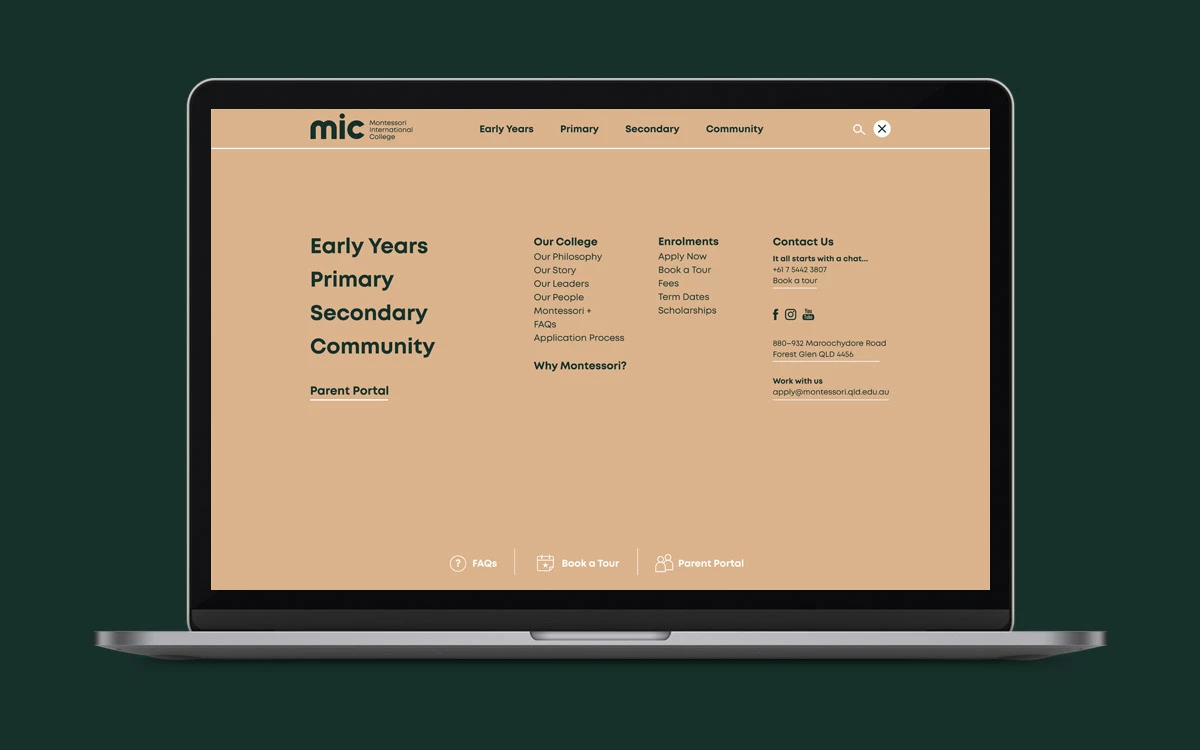 mic
Montessori
International
College
Early Years
Primary
Secondary
Community
Early Years
Primary
Secondary
Community
Parent Portal
Our College
Our Philosophy
Our Story
Our Leaders
Our People
Montessori +
FAQs
Application Process
Why Montessori?
Enrolments
Apply Now
Book a Tour
Fees
Term Dates
Scholarships
Contact Us
It all starts with a chat...
+61 7 5442 3807
Book a tour
You
Tube
880–932 Maroochydore Road
Forest Glen QLD 4456
Work with us
apply@montessori.qld.edu.au
? FAQs
Book a Tour
Parent Portal